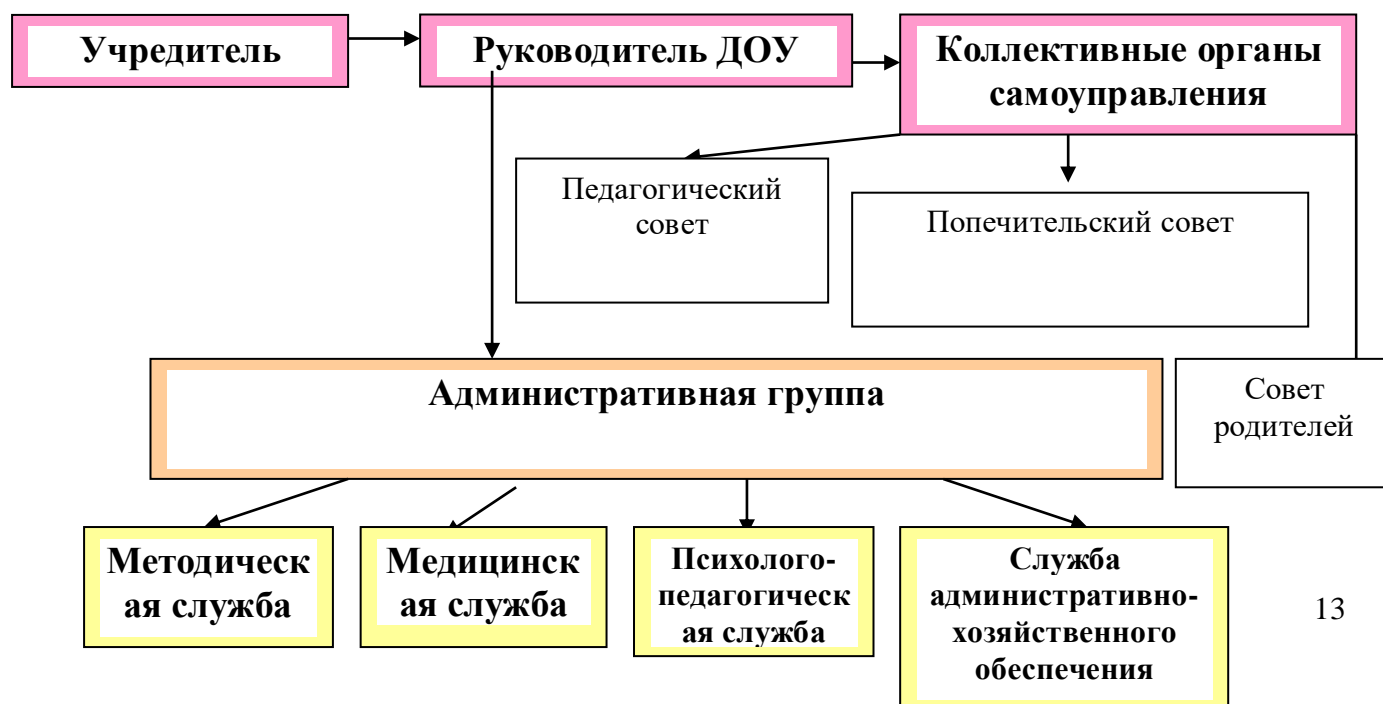 Учредитель
Руководитель ДОУ
Коллективные органы
самоуправления
Педагогический
совет
Попечительский совет
Административная группа
Совет
родителей
Методическ
ая служба
Медицинск
ая служба
Психолого-
педагогическ
ая служба
Служба
административно-
хозяйственного
обеспечения
13